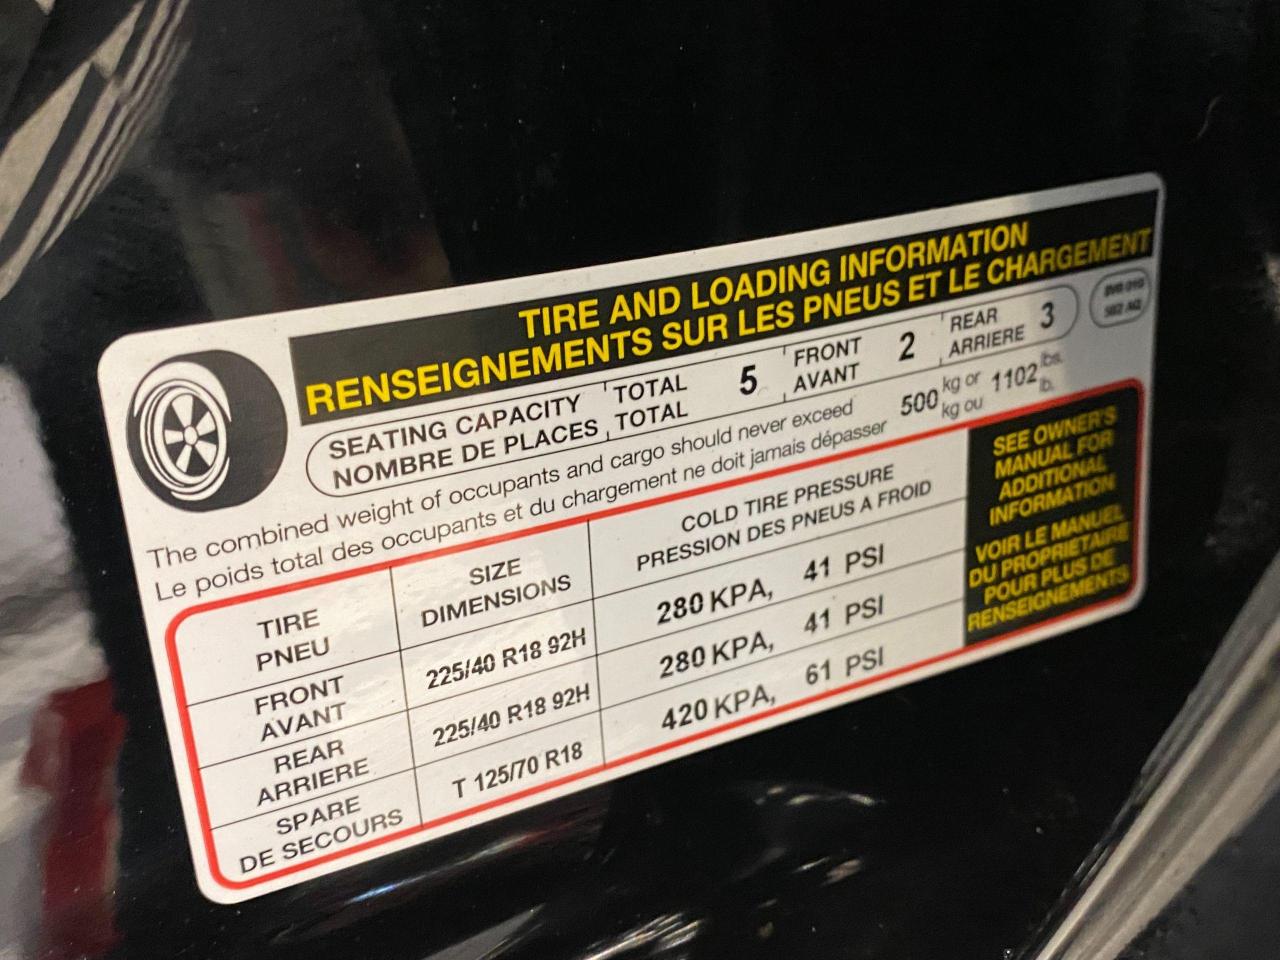 TIRE AND LOADING INFORMATION
RENSEIGNEMENTS SUR LES PNEUS ET LE CHARGEMENT
SEATING CAPACITY TOTAL 5 FRONT 2 REAR 3
NOMBRE DE PLACES TOTAL AVANT ARRIERE
The combined weight of occupants and cargo should never exceed 500 kg or 1102 lbs.
Le poids total des occupants et du chargement ne doit jamais dépasser kg ou lb.
TIRE SIZE COLD TIRE PRESSURE
PNEU DIMENSIONS PRESSION DES PNEUS A FROID
FRONT 225/40 R18 92H 280 KPA, 41 PSI
AVANT
REAR 225/40 R18 92H 280 KPA, 41 PSI
ARRIERE
SPARE T 125/70 R18 420 KPA, 61 PSI
DE SECOURS
SEE OWNER'S
MANUAL FOR
ADDITIONAL
INFORMATION
VOIR LE MANUEL
DU PROPRIÉTAIRE
POUR PLUS DE
RENSEIGNEMENTS